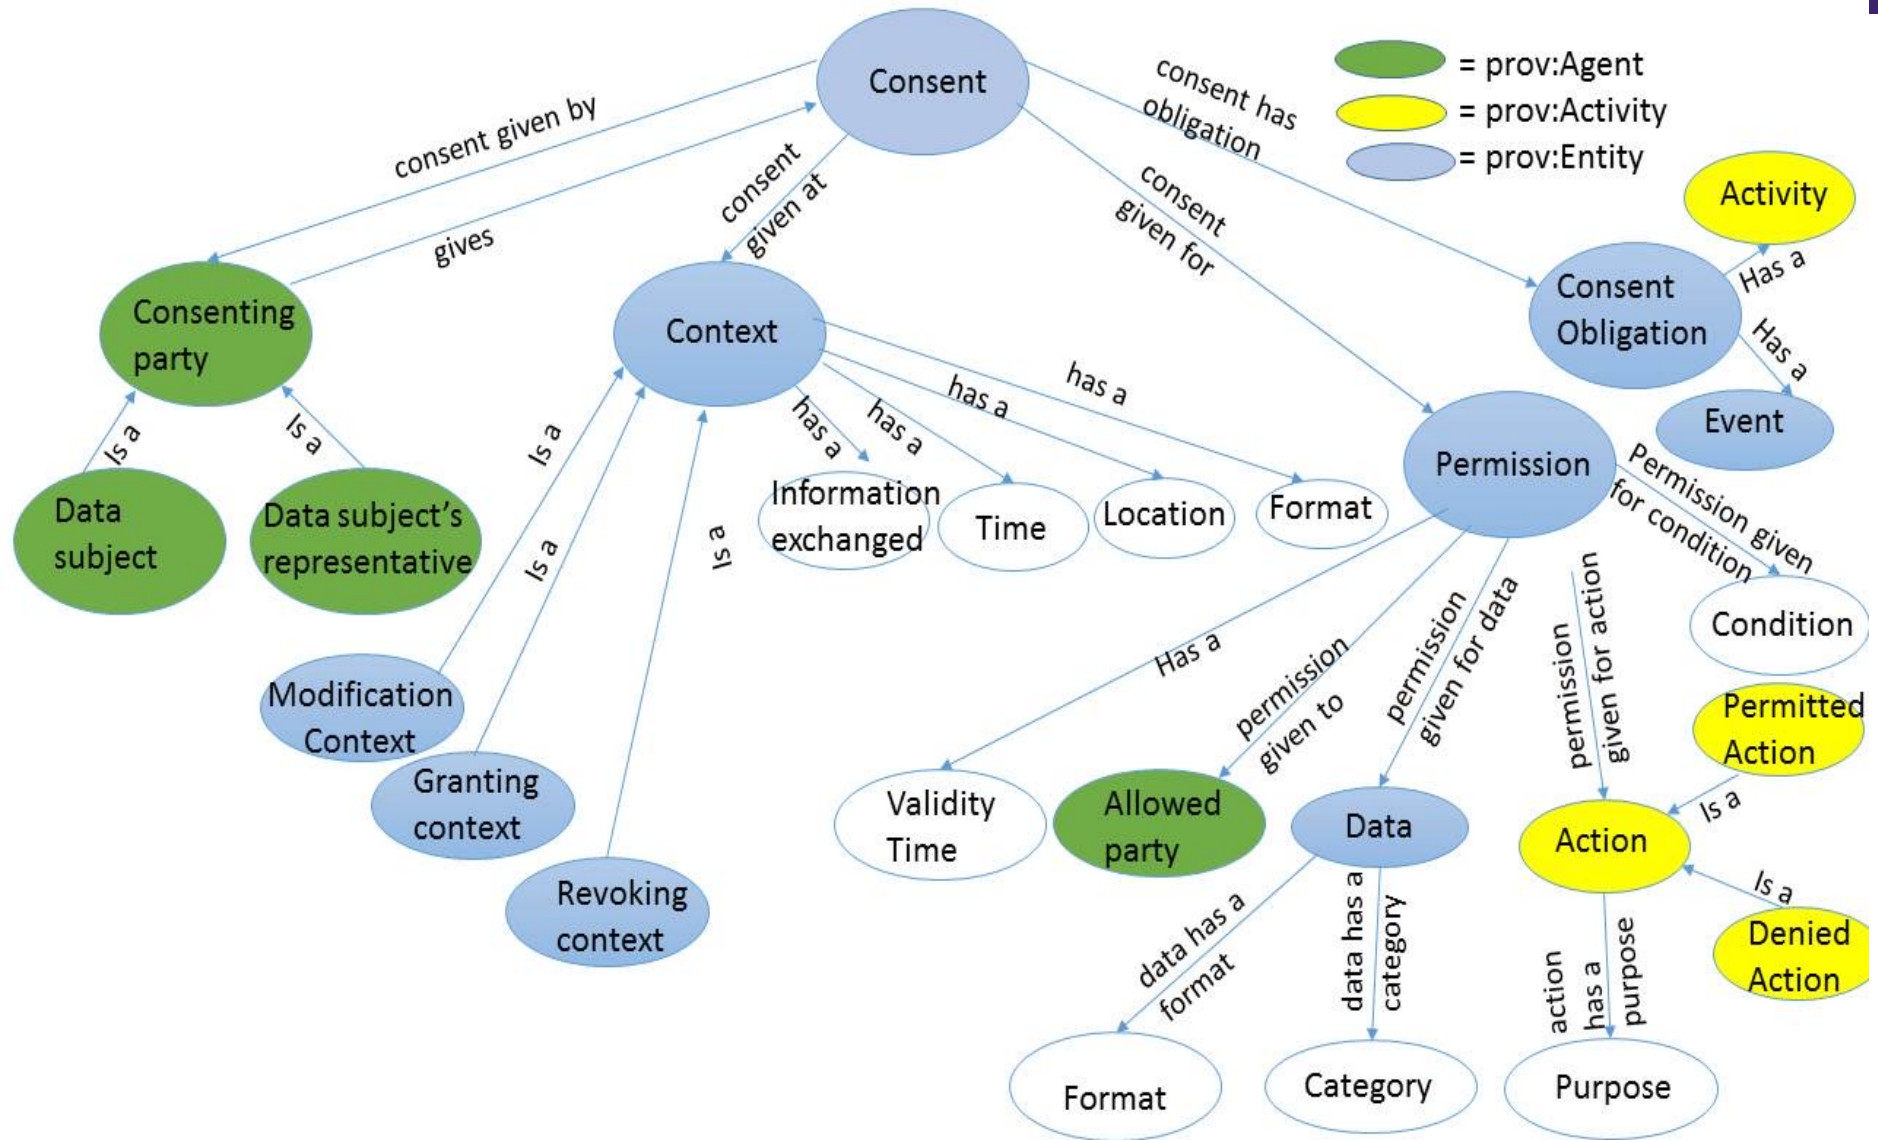 Consent
= prov:Agent
= prov:Activity
= prov:Entity
consent given by
gives
consent
given at
consent
given for
consent has
obligation
Activity
Has a
Consent
Obligation
Has a
Event
Consenting
party
Is a
Is a
Data
subject
Data subject's
representative
Context
Is a
Is a
Is a
has a
has a
has a
has a
Information
exchanged
Time
Location
Format
Modification
Context
Granting
context
Revoking
context
Permission
Permission given
for condition
Condition
Has a
permission
given to
permission
given for data
permission
given for action
Validity
Time
Allowed
party
Data
Action
Permitted
Action
Is a
Is a
Denied
Action
data has a
format
data has a
category
action
has a
purpose
Format
Category
Purpose